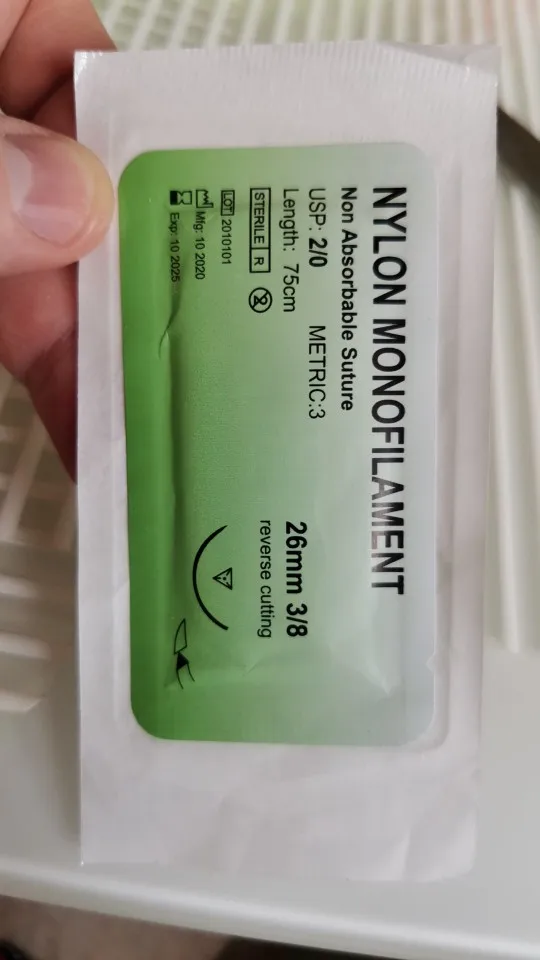 NYLON MONOFILAMENT
Non Absorbable Suture
USP: 2/0 METRIC:3
Length: 75cm
STERILE R 2
LOT 2010101
Mfg: 10 2020
Exp: 10 2025
26mm 3/8
reverse cutting